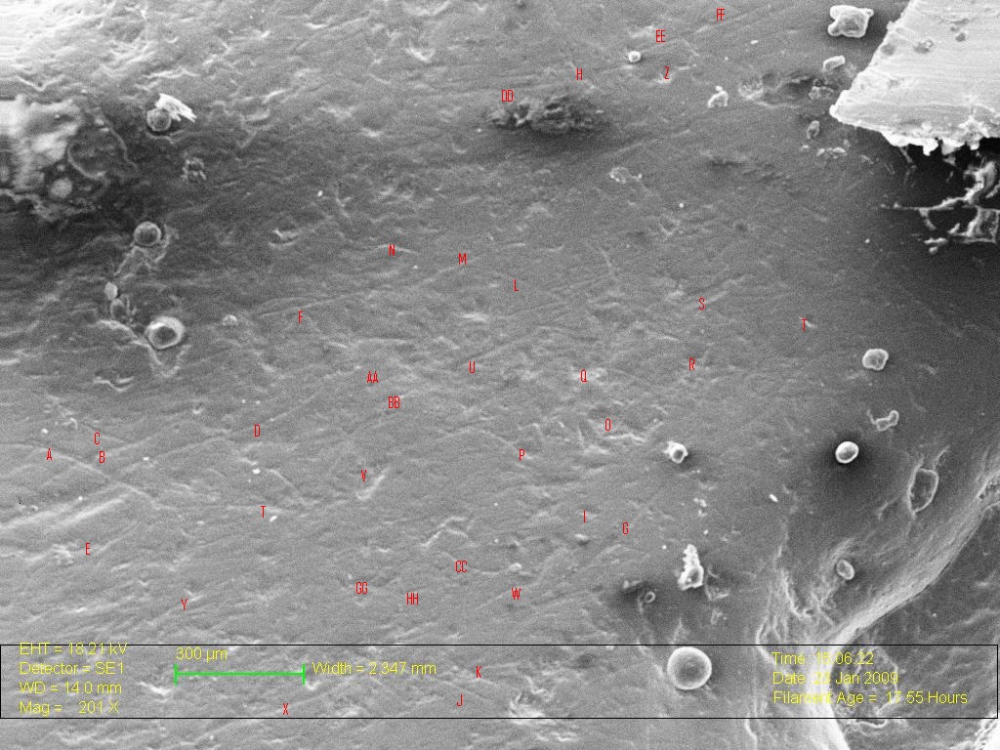 FF
EE
H
Z
DD
N
M
L
S
T
F
U
Q
R
AA
BB
D
O
C
A
B
P
V
T
I
G
E
CC
GG
HH
W
Y
EHT = 18.21 kV
Detector = SE1
WD = 14.0 mm
Mag = 201 X
300 µm
Width = 2.347 mm
K
J
X
Time :15:06:22
Date :23 Jan 2009
Filament Age = 17.55 Hours